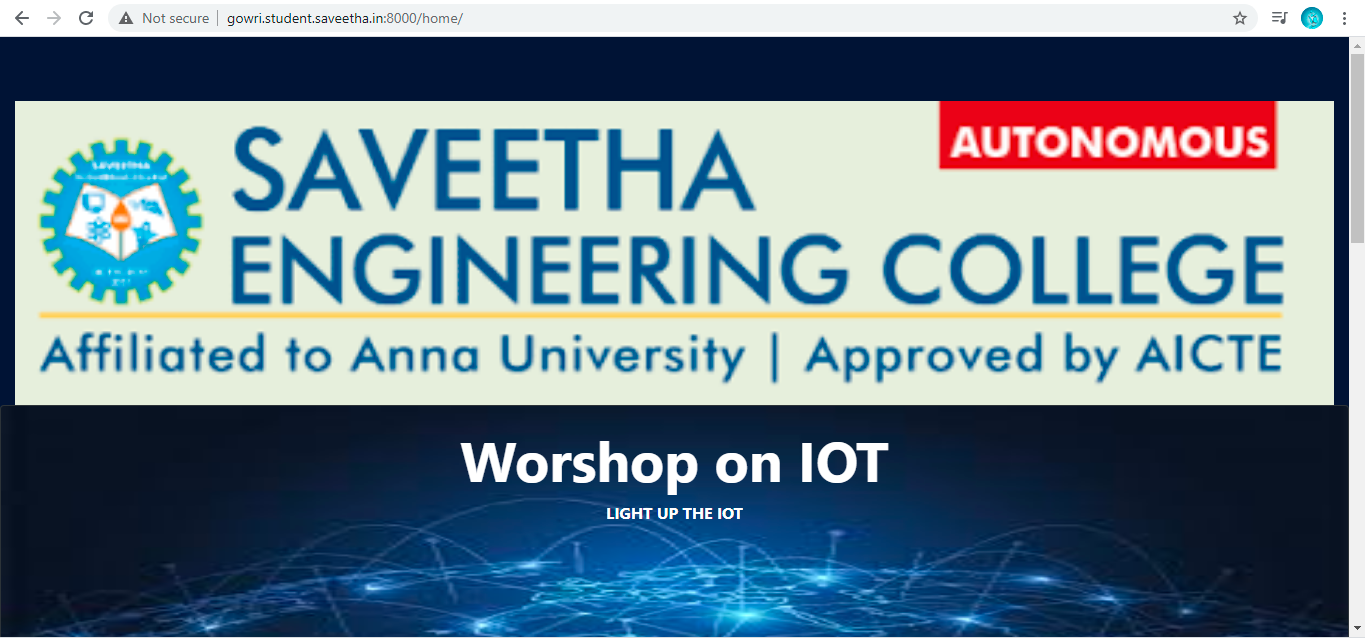 Not secure | gowri.student.saveetha.in:8000/home/
AUTONOMOUS
SAVEETHA
ENGINEERING COLLEGE
Affiliated to Anna University | Approved by AICTE
SAVEETHA
Worshop on IOT
LIGHT UP THE IOT